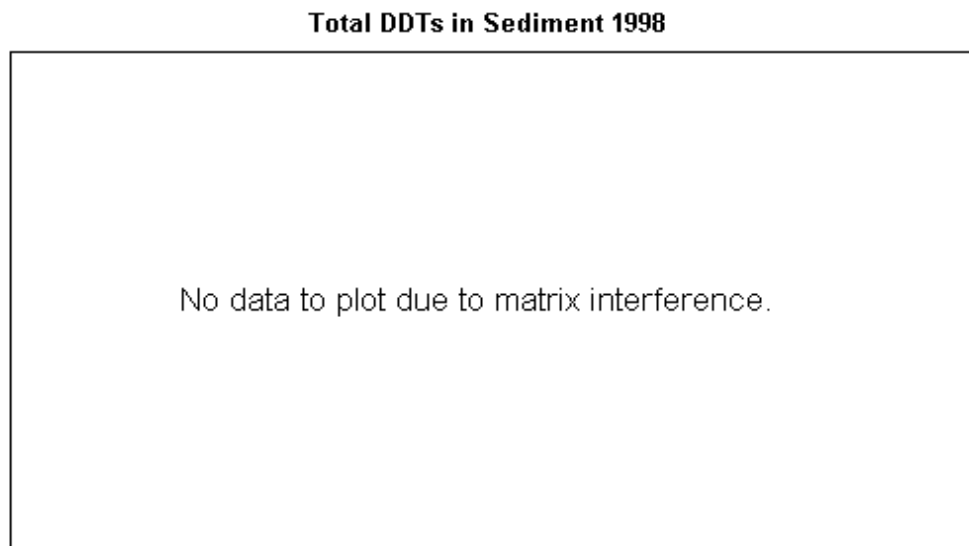 Total DDTs in Sediment 1998
No data to plot due to matrix interference.